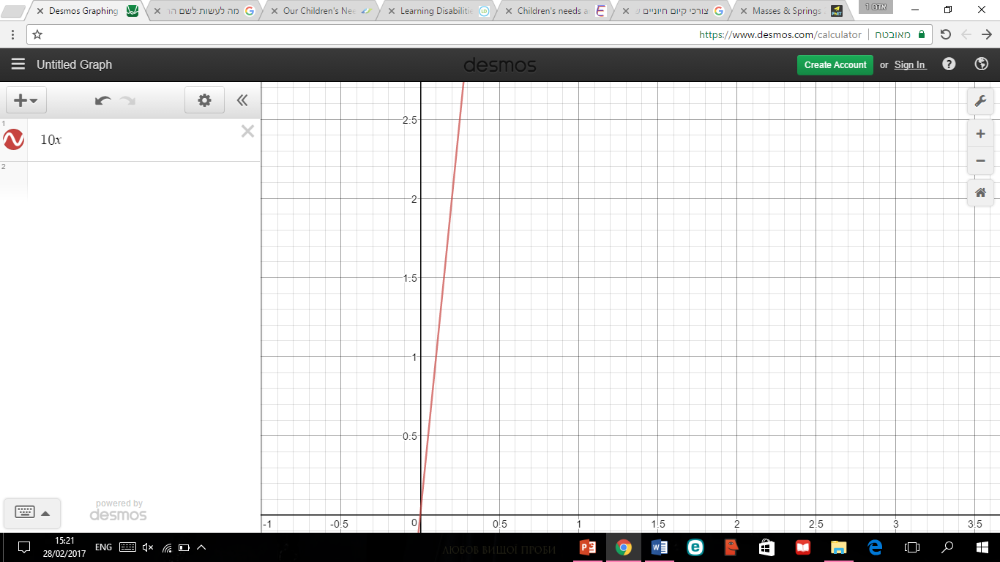 Desmos Graphing
מה לעשות לשם הר
Our Children's Nee
Learning Disabilitie
Children's needs a
צורכי קיום חיוניים:ע
Masses & Springs
אדם 1
https://www.desmos.com/calculator
מאובטח
Untitled Graph
desmos
Create Account
or
Sign In
1
10x
2
2.5
2
1.5
1
0.5
-1
-0.5
0
0.5
1
1.5
2
2.5
3
3.5
powered by
desmos
15:21
28/02/2017
ENG
ЛЮБОВ ВИЩОЇ ПРОБИ